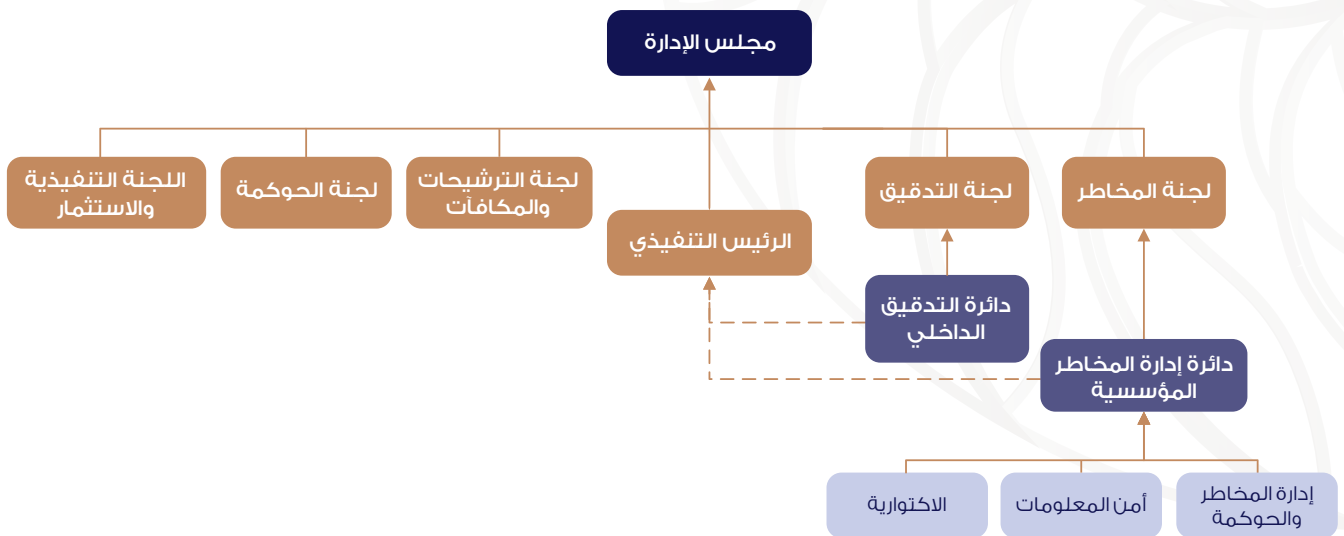 مجلس الإدارة
لجنة المخاطر
لجنة التدقيق
لجنة الترشيحات
والمكافآت
لجنة الحوكمة
اللجنة التنفيذية
والاستثمار
الرئيس التنفيذي
دائرة التدقيق
الداخلي
دائرة إدارة المخاطر
المؤسسية
إدارة المخاطر
والحوكمة
أمن المعلومات
الاكتوارية